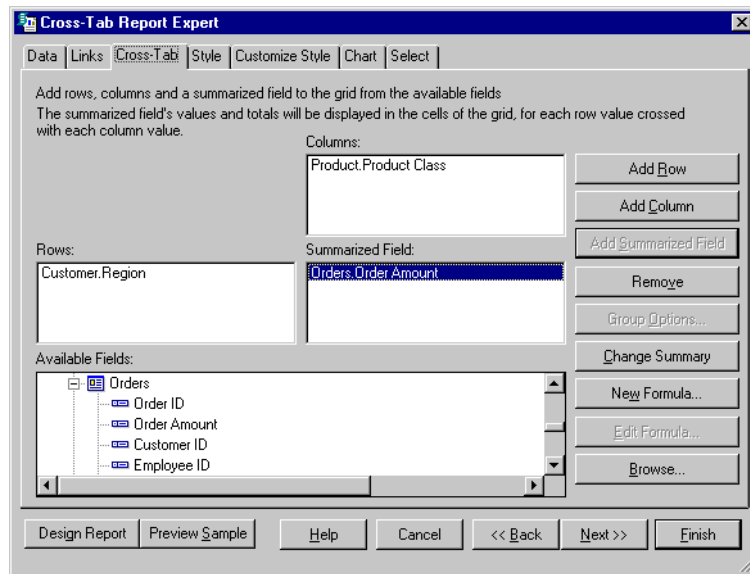 Cross-Tab Report Expert
Data Links Cross-Tab Style Customize Style Chart Select
Add rows, columns and a summarized field to the grid from the available fields
The summarized field's values and totals will be displayed in the cells of the grid, for each row value crossed
with each column value.
Columns:
Product.Product Class
Add Row
Add Column
Add Summarized Field
Rows:
Summarized Field:
Customer.Region
Orders.Order Amount
Remove
Group Options...
Available Fields:
Change Summary
Orders
Order ID
New Formula...
Order Amount
Customer ID
Edit Formula...
Employee ID
Browse...
Design Report Preview Sample Help Cancel << Back Next >> Finish